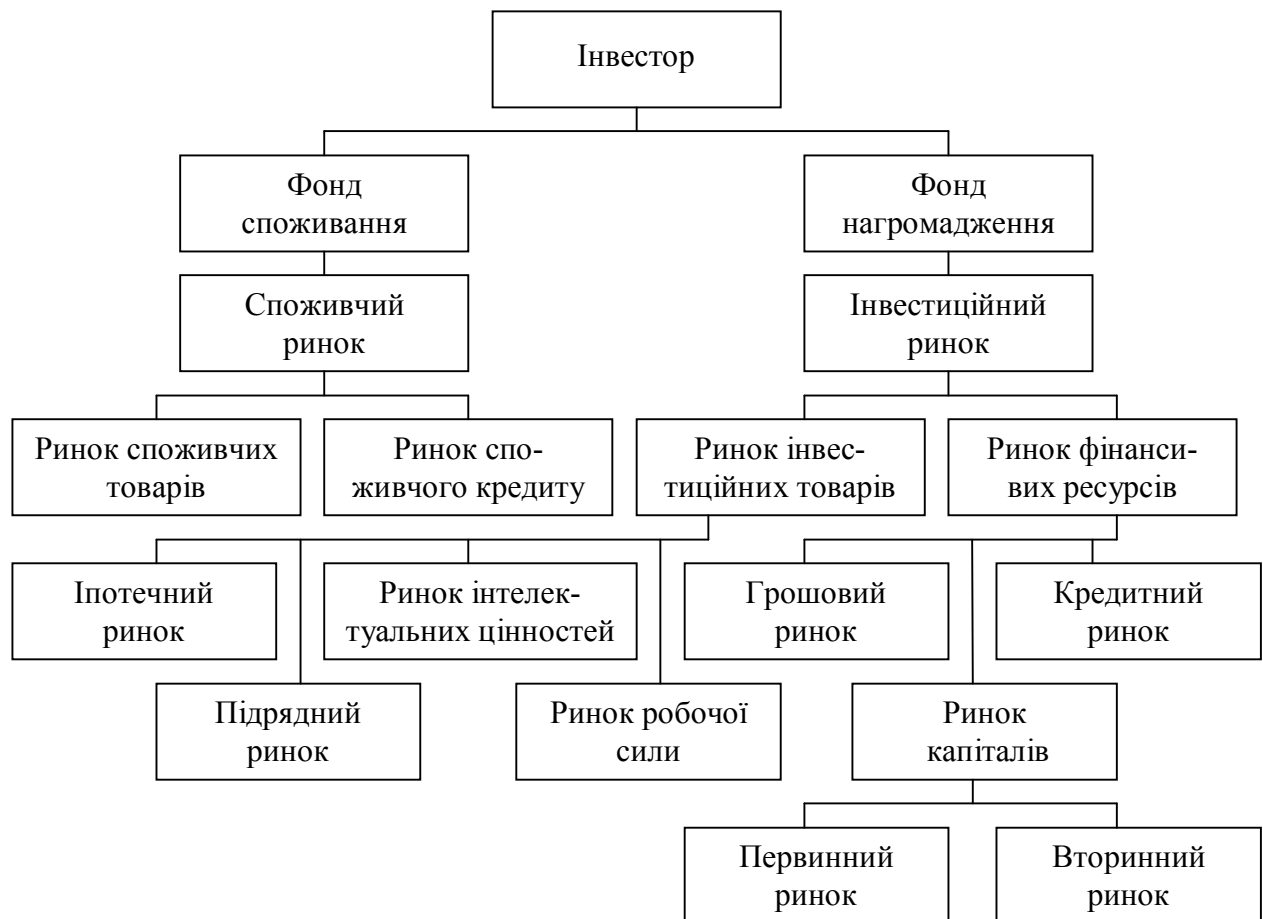 Інвестор
Фонд
споживання
Фонд
нагромадження
Споживчий
ринок
Інвестиційний
ринок
Ринок споживчих
товарів
Ринок спо-
живчого кредиту
Ринок інвес-
тиційних товарів
Ринок фінанси-
вих ресурсів
Іпотечний
ринок
Ринок інтелек-
туальних цінностей
Грошовий
ринок
Кредитний
ринок
Підрядний
ринок
Ринок робочої
сили
Ринок
капіталів
Первинний
ринок
Вторинний
ринок